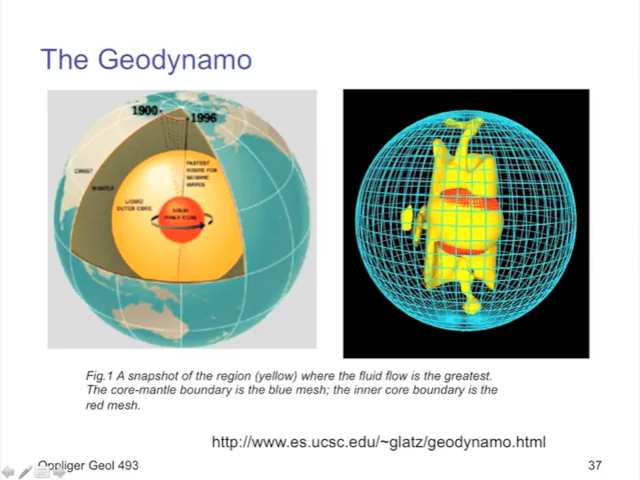 The Geodynamo
1900
1996
CRUST
MANTLE
LIQUID
OUTER CORE
FASTEST
ROUTE FOR
SEISMIC
WAVES
SOLID
INNER CORE
Fig.1 A snapshot of the region (yellow) where the fluid flow is the greatest.
The core-mantle boundary is the blue mesh; the inner core boundary is the
red mesh.
http://www.es.ucsc.edu/~glatz/geodynamo.html
Oppliger Geol 493
37